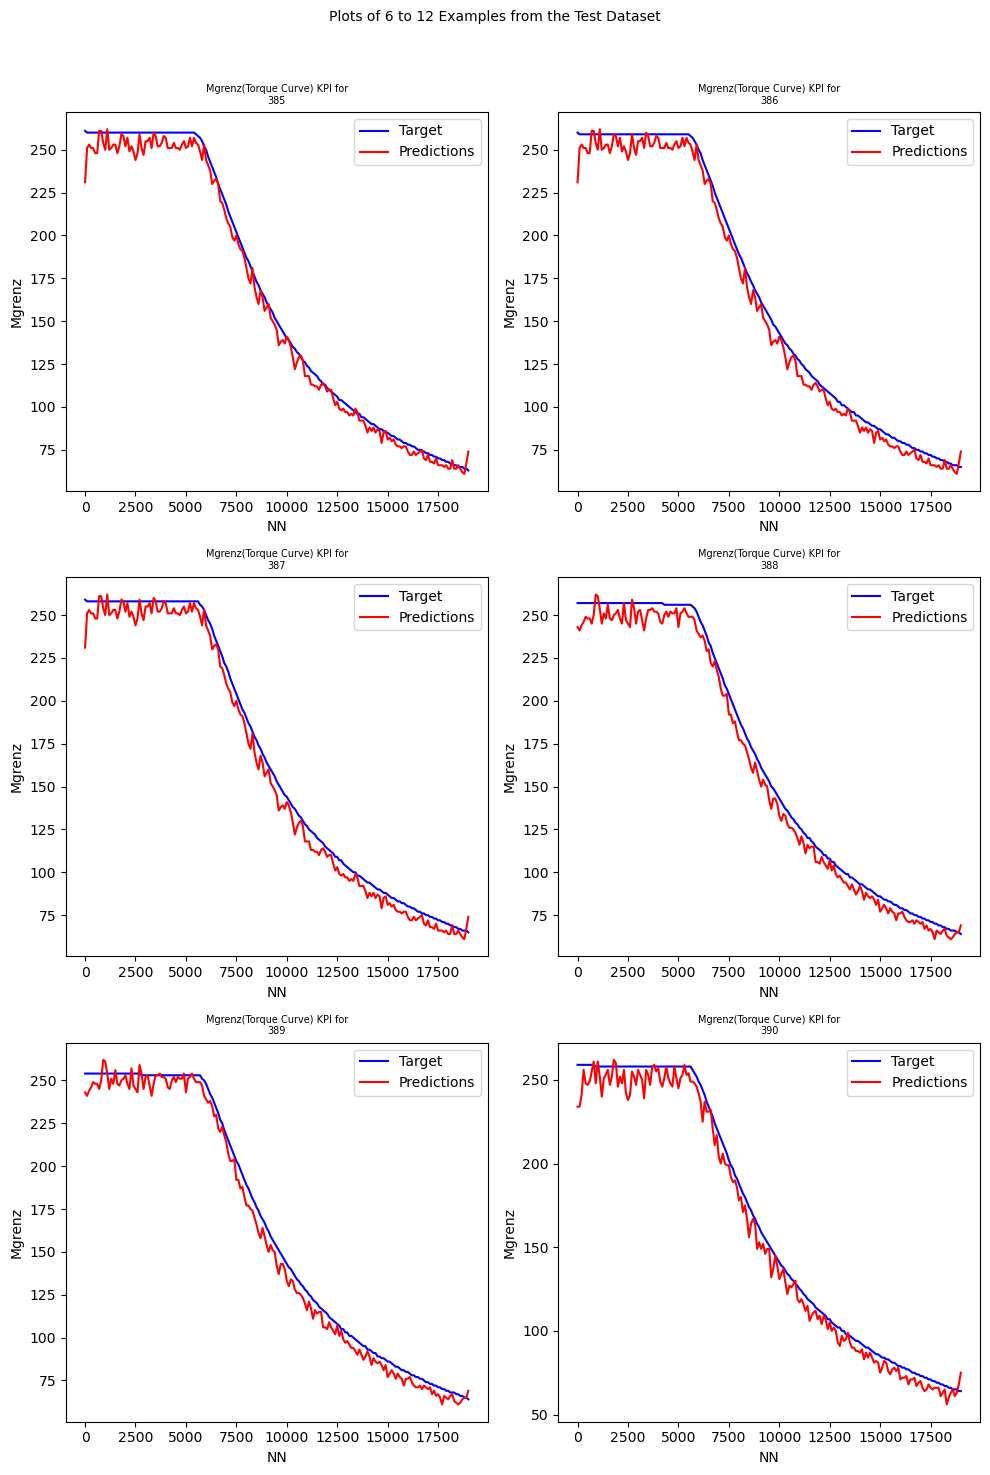 Plots of 6 to 12 Examples from the Test Dataset
Mgrenz(Torque Curve) KPI for
385
Target
Predictions
250
225
200
175
150
125
100
75
Mgrenz
0 2500 5000 7500 10000 12500 15000 17500
NN
Mgrenz(Torque Curve) KPI for
386
Target
Predictions
250
225
200
175
150
125
100
75
Mgrenz
0 2500 5000 7500 10000 12500 15000 17500
NN
Mgrenz(Torque Curve) KPI for
387
Target
Predictions
250
225
200
175
150
125
100
75
Mgrenz
0 2500 5000 7500 10000 12500 15000 17500
NN
Mgrenz(Torque Curve) KPI for
388
Target
Predictions
250
225
200
175
150
125
100
75
Mgrenz
0 2500 5000 7500 10000 12500 15000 17500
NN
Mgrenz(Torque Curve) KPI for
389
Target
Predictions
250
225
200
175
150
125
100
75
Mgrenz
0 2500 5000 7500 10000 12500 15000 17500
NN
Mgrenz(Torque Curve) KPI for
390
Target
Predictions
250
200
150
100
50
Mgrenz
0 2500 5000 7500 10000 12500 15000 17500
NN